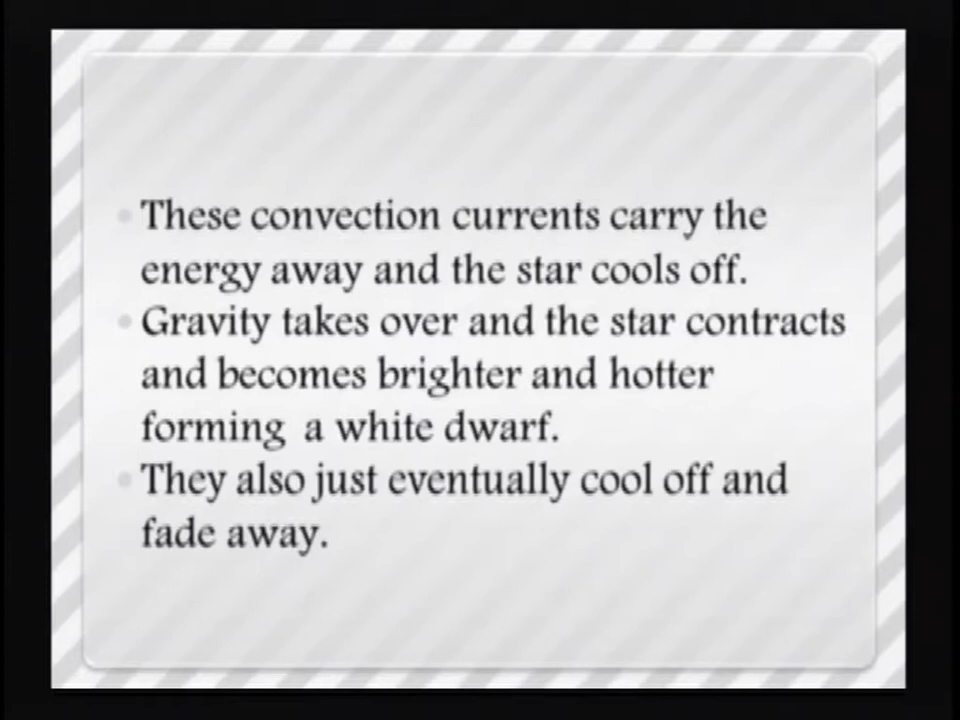 These convection currents carry the
energy away and the star cools off.
Gravity takes over and the star contracts
and becomes brighter and hotter
forming a white dwarf.
They also just eventually cool off and
fade away.